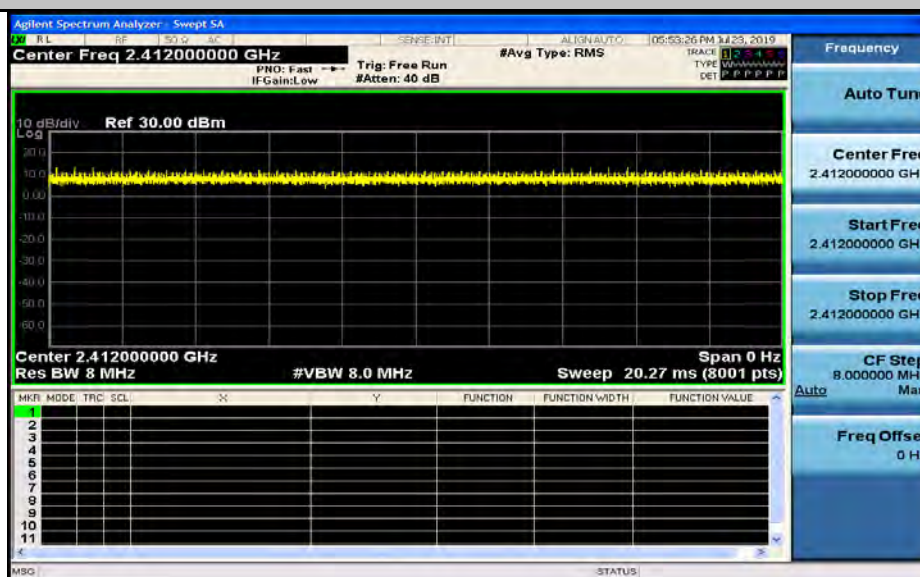 Agilent Spectrum Analyzer - Swept SA
RL RF 50 Ω AC SENSE:INT ALIGN AUTO 05:53:26 PM Jul 23, 2019
Center Freq 2.412000000 GHz
#Avg Type: RMS
TRACE 1 2 3 4 5 6
TYPE
DET P P P P P P
PNO: Fast
IFGain:Low
Trig: Free Run
#Atten: 40 dB
10 dB/div Ref 30.00 dBm
Log
20.0
10.0
0.00
-10.0
-20.0
-30.0
-40.0
-50.0
-60.0
Center 2.412000000 GHz Span 0 Hz
Res BW 8 MHz #VBW 8.0 MHz Sweep 20.27 ms (8001 pts)
MKR MODE TRC SCL X Y FUNCTION FUNCTION WIDTH FUNCTION VALUE
1
2
3
4
5
6
7
8
9
10
11
MSG STATUS
Frequency
Auto Tun
Center Fre
2.412000000 GH
Start Fre
2.412000000 GH
Stop Fre
2.412000000 GH
CF Ste
8.000000 MH
Auto Ma
Freq Offse
0 H